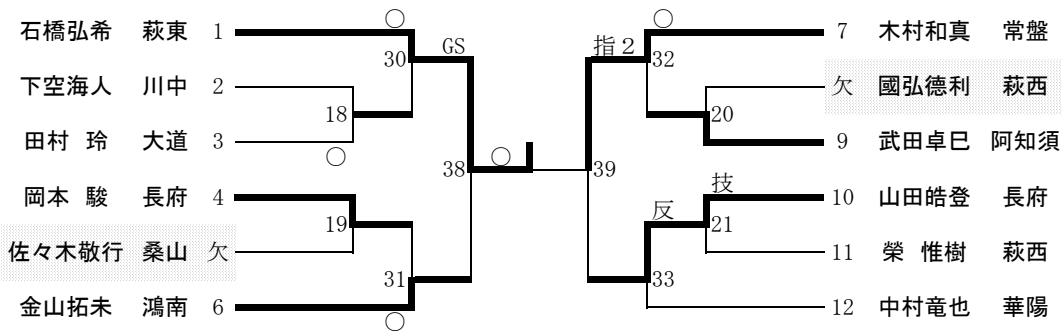 石橋弘希 萩東 1
下空海人 川中 2
田村 玲 大道 3
岡本 駿 長府 4
佐々木敬行 桑山 欠
金山拓未 鴻南 6
○
30
GS
18
○
19
31
○
38
○
39
指2
○
32
20
技
反
21
33
7 木村和真 常盤
欠 國弘德利 萩西
9 武田卓巳 阿知須
10 山田皓登 長府
11 榮 惟樹 萩西
12 中村竜也 華陽